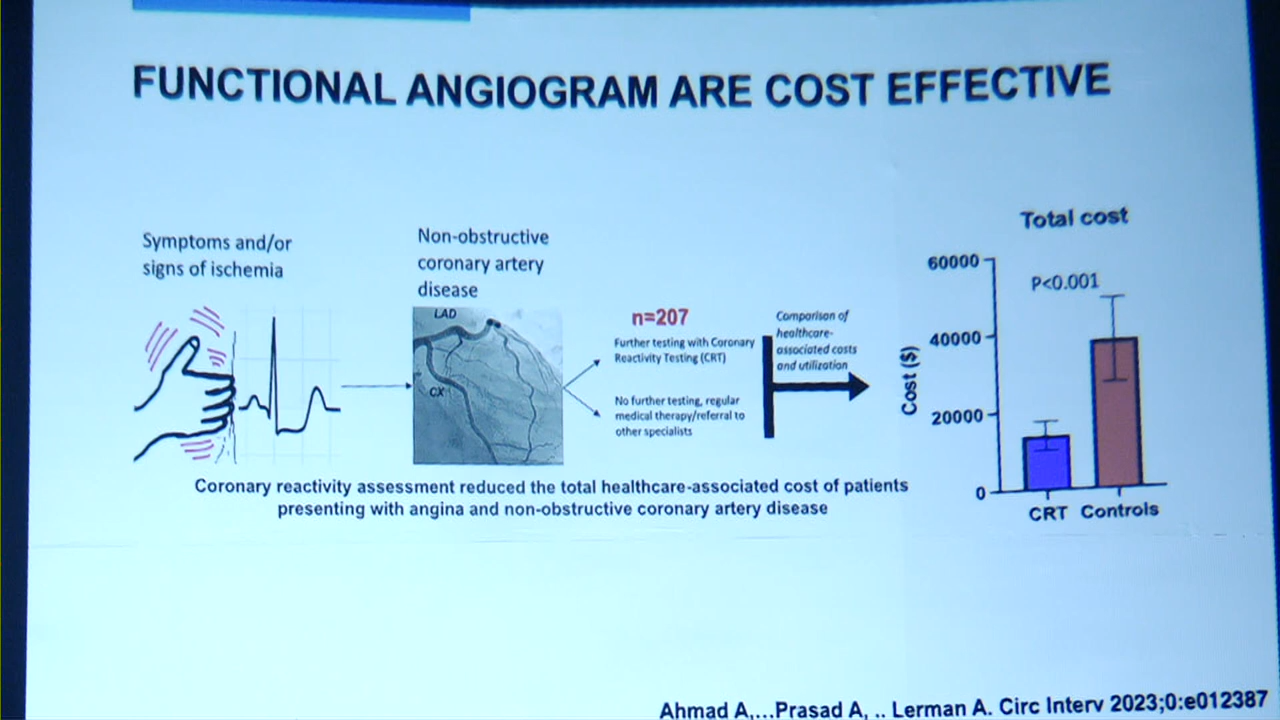 FUNCTIONAL ANGIOGRAM ARE COST EFFECTIVE
Symptoms and/or
signs of ischemia
Non-obstructive
coronary artery
disease
LAD
CX
n=207
Further testing with Coronary
Reactivity Testing (CRT)
No further testing, regular
medical therapy/referral to
other specialists
Comparison of
healthcare-
associated costs
and utilization
Total cost
P<0.001
Cost ($)
60000
40000
20000
0
CRT Controls
Coronary reactivity assessment reduced the total healthcare-associated cost of patients
presenting with angina and non-obstructive coronary artery disease
Ahmad A,...Prasad A, .. Lerman A. Circ Interv 2023;0:e012387